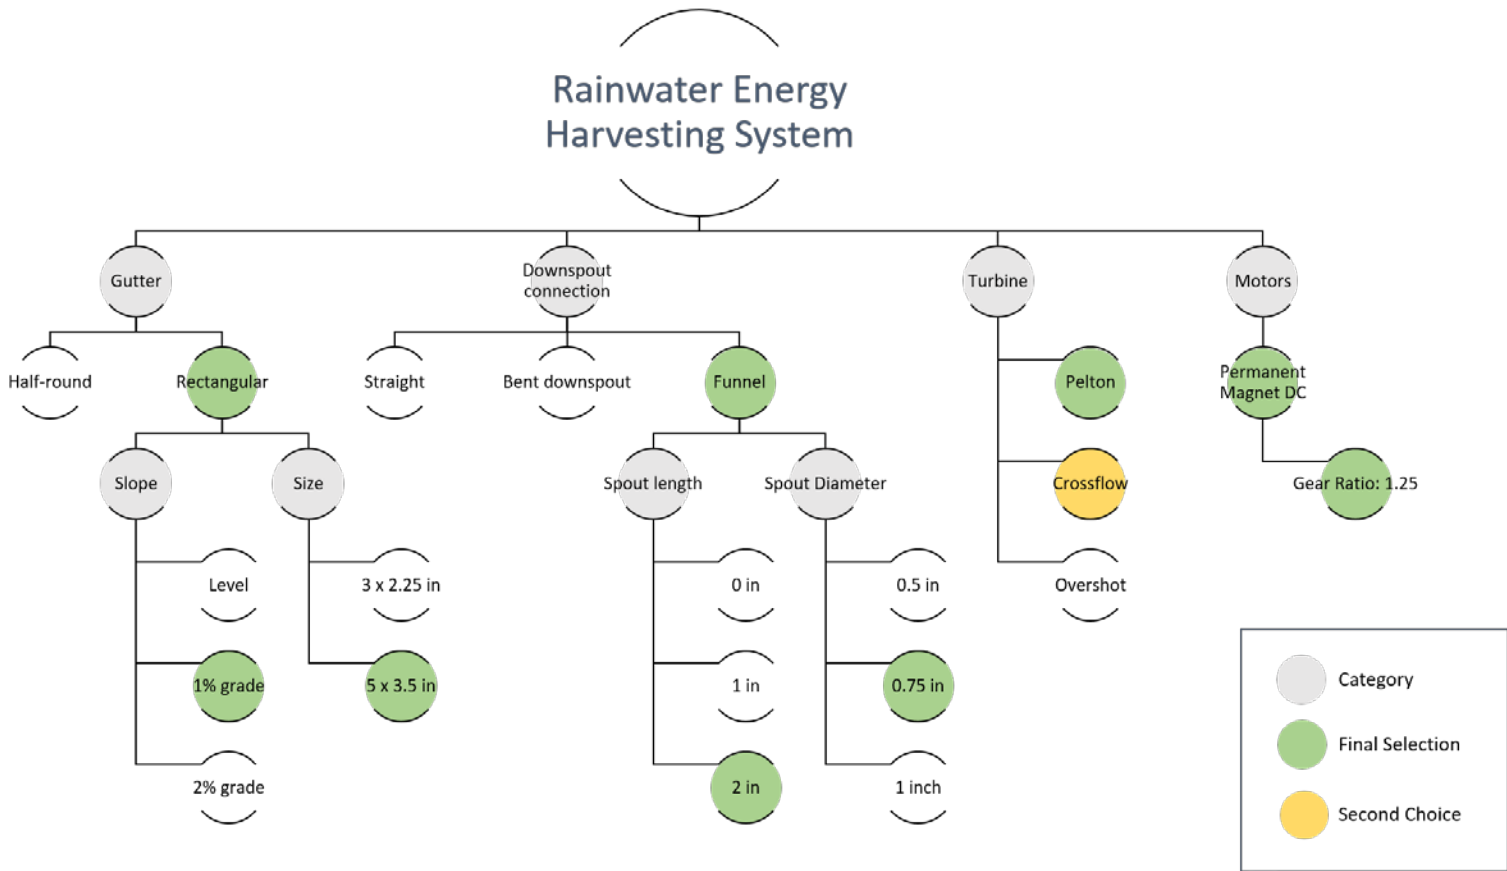 Rainwater Energy
Harvesting System
Gutter
Downspout
connection
Turbine
Motors
Half-round
Rectangular
Straight
Bent downspout
Funnel
Pelton
Permanent
Magnet DC
Slope
Size
Spout length
Spout Diameter
Crossflow
Gear Ratio: 1.25
Level
3 x 2.25 in
0 in
0.5 in
Overshot
1% grade
5 x 3.5 in
1 in
0.75 in
2% grade
2 in
1 inch
Category
Final Selection
Second Choice